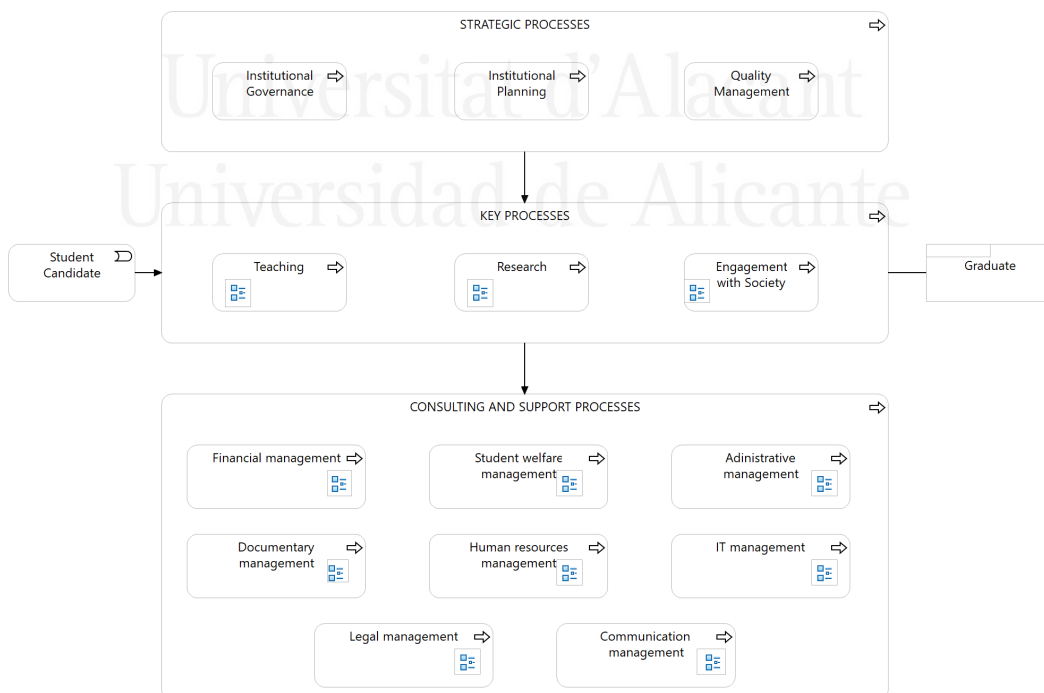 STRATEGIC PROCESSES
Institutional
Governance
Institutional
Planning
Quality
Management
Universitat d'Alacant
Universidad de Alicante
KEY PROCESSES
Student
Candidate
Teaching
Research
Engagement
with Society
Graduate
CONSULTING AND SUPPORT PROCESSES
Financial management
Student welfare
management
Adinistrative
management
Documentary
management
Human resources
management
IT management
Legal management
Communication
management